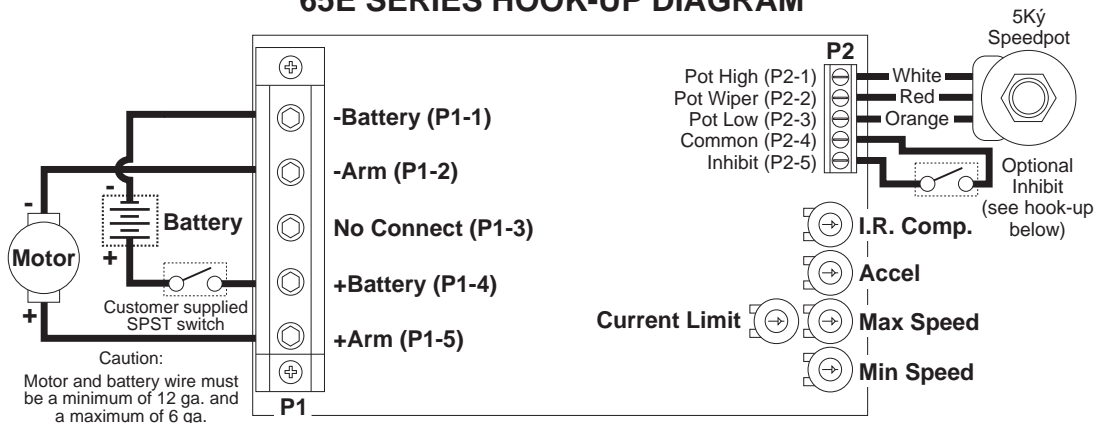 65E SERIES HOOK-UP DIAGRAM
5Ký
Speedpot
P2
Pot High (P2-1)
White
Pot Wiper (P2-2)
Red
Pot Low (P2-3)
Orange
Common (P2-4)
Inhibit (P2-5)
Optional
Inhibit
(see hook-up
below)
-Battery (P1-1)
-Arm (P1-2)
No Connect (P1-3)
+Battery (P1-4)
+Arm (P1-5)
P1
-
Battery
+
-
Motor
+
Customer supplied
SPST switch
Caution:
Motor and battery wire must
be a minimum of 12 ga. and
a maximum of 6 ga.
I.R. Comp.
Accel
Current Limit
Max Speed
Min Speed